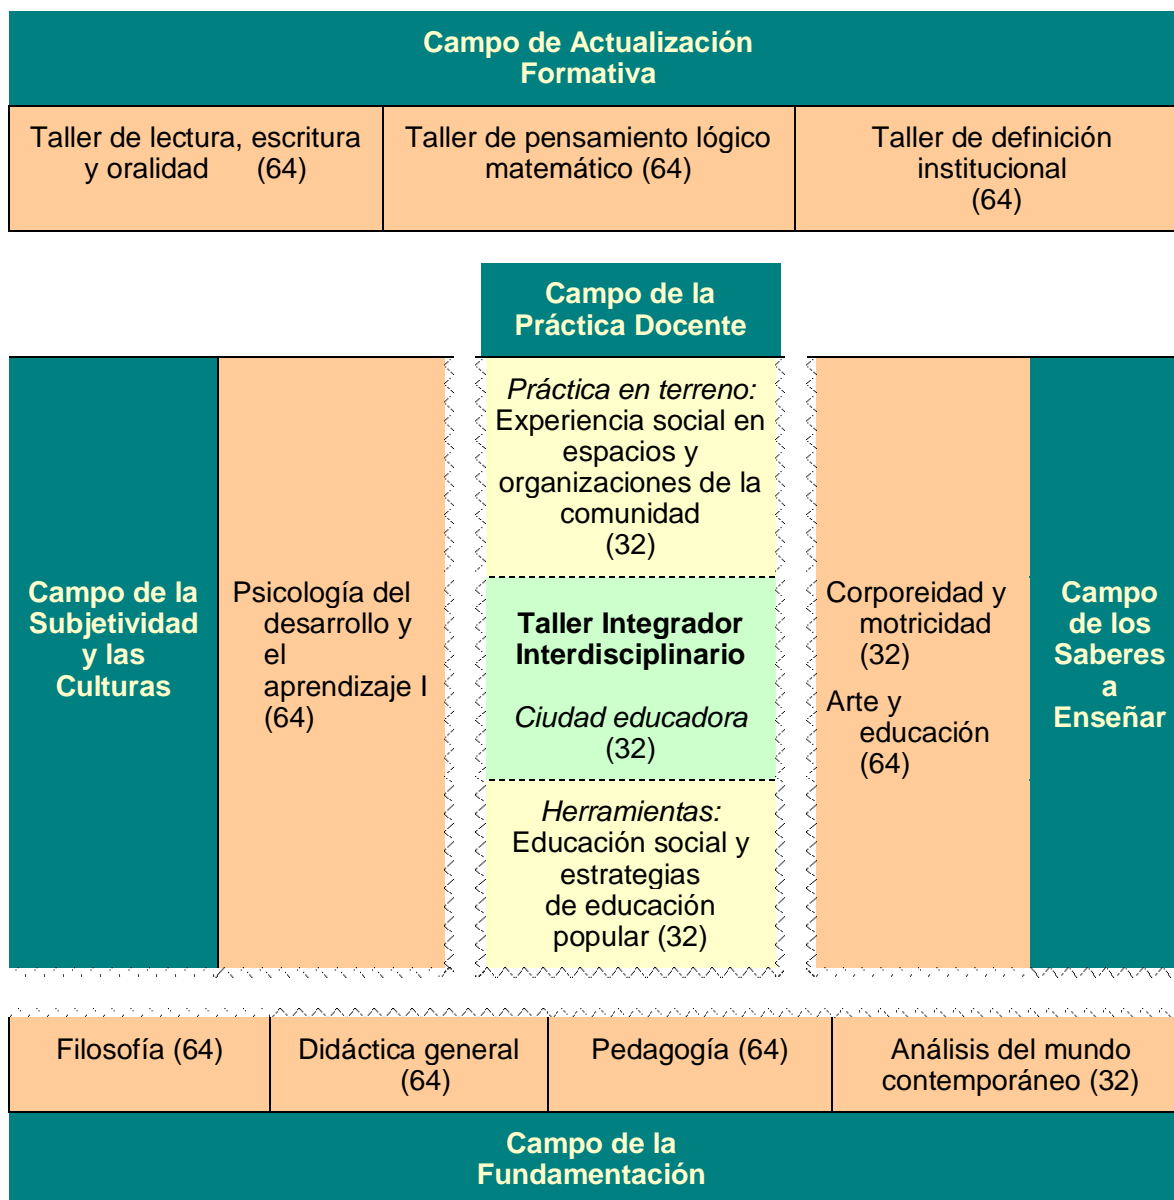 Campo de Actualización
Formativa
Taller de lectura, escritura
y oralidad (64)
Taller de pensamiento lógico
matemático (64)
Taller de definición
institucional
(64)
Campo de la
Práctica Docente
Campo de la
Subjetividad
y las
Culturas
Psicología del
desarrollo y
el
aprendizaje I
(64)
Práctica en terreno:
Experiencia social en
espacios y
organizaciones de la
comunidad
(32)
Taller Integrador
Interdisciplinario
Ciudad educadora
(32)
Herramientas:
Educación social y
estrategias
de educación
popular (32)
Corporeidad y
motricidad
(32)
Arte y
educación
(64)
Campo
de los
Saberes
a
Enseñar
Filosofía (64)
Didáctica general
(64)
Pedagogía (64)
Análisis del mundo
contemporáneo (32)
Campo de la
Fundamentación